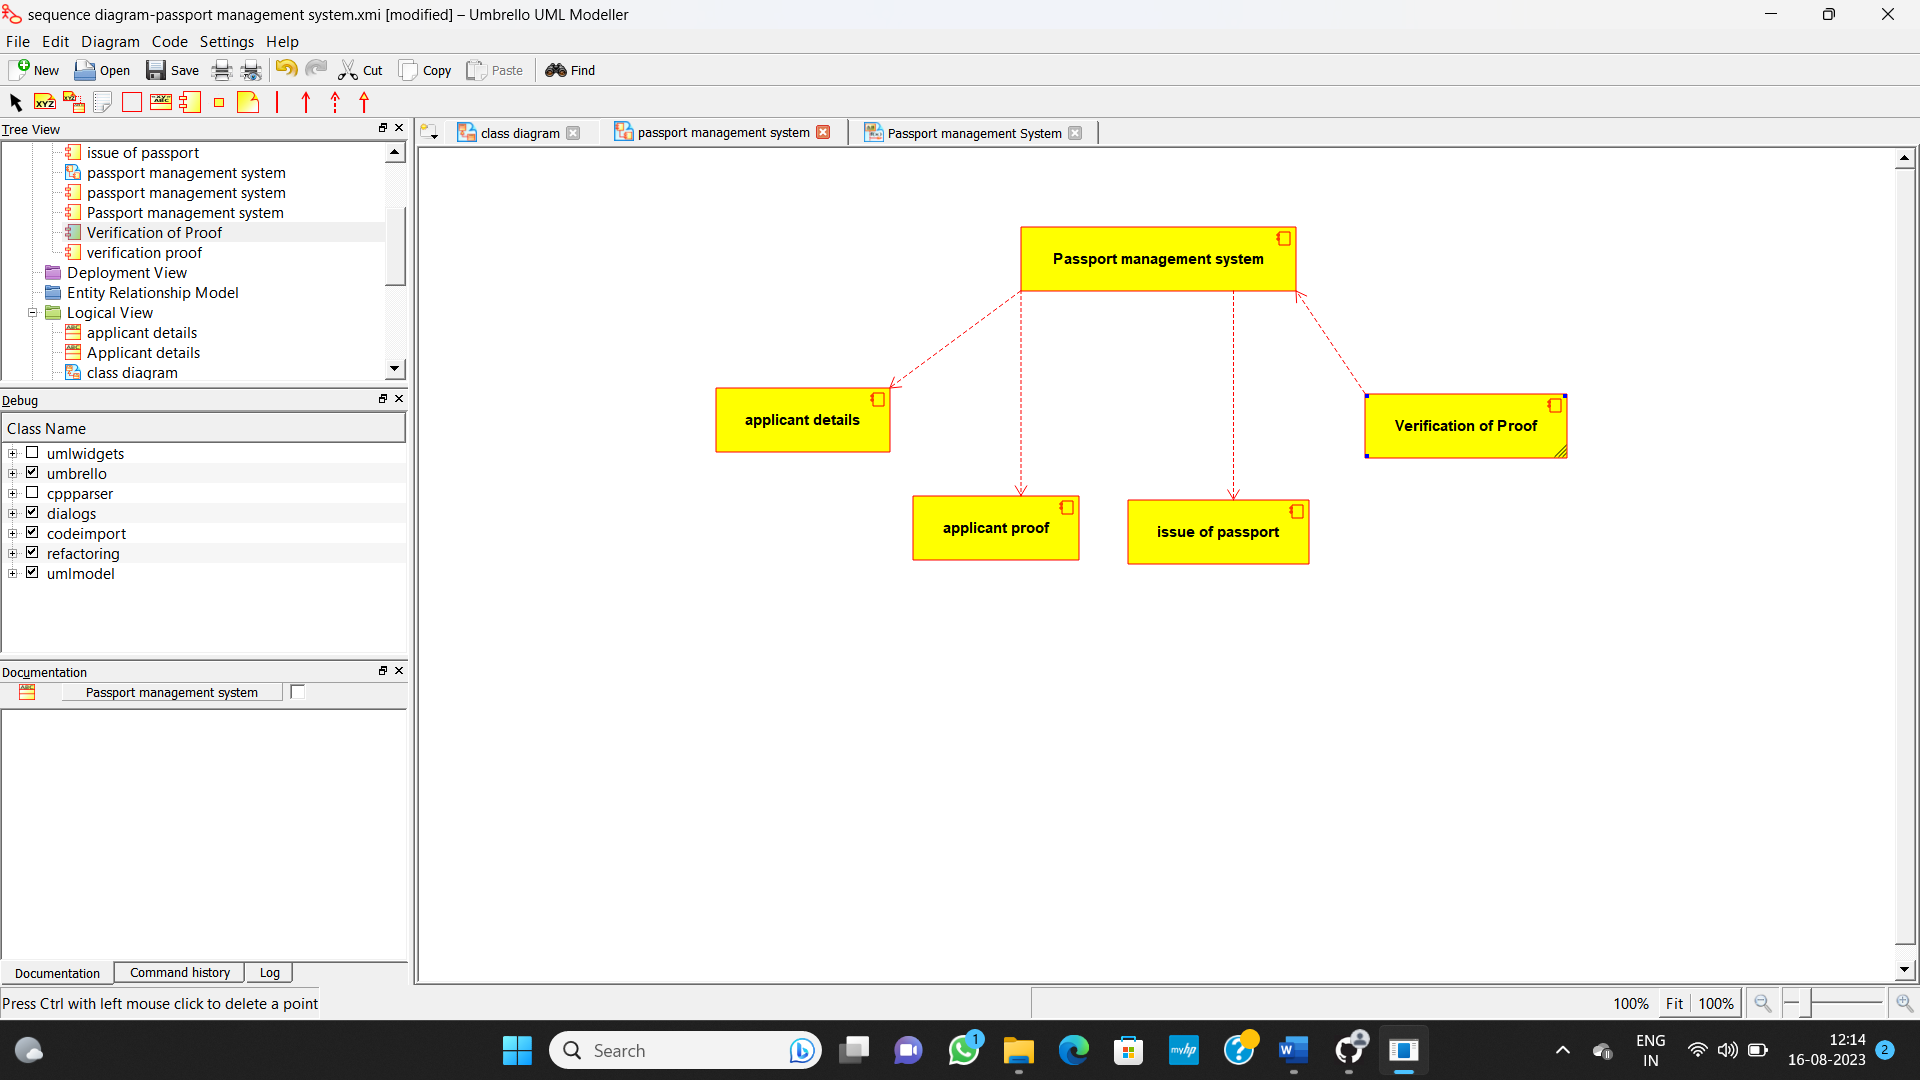 sequence diagram-passport management system.xmi [modified] – Umbrello UML Modeller
File Edit Diagram Code Settings Help
New Open Save Cut Copy Paste Find
Tree View
class diagram passport management system Passport management System
issue of passport
passport management system
passport management system
Passport management system
Verification of Proof
verification proof
Deployment View
Entity Relationship Model
Logical View
applicant details
Applicant details
class diagram
Debug
Class Name
umlwidgets
umbrello
cppparser
dialogs
codeimport
refactoring
umlmodel
Documentation
Passport management system
Documentation Command history Log
Passport management system
applicant details
Verification of Proof
applicant proof
issue of passport
Press Ctrl with left mouse click to delete a point
100% Fit 100%
Search
1
myhp
ENG
IN
12:14
16-08-2023
2